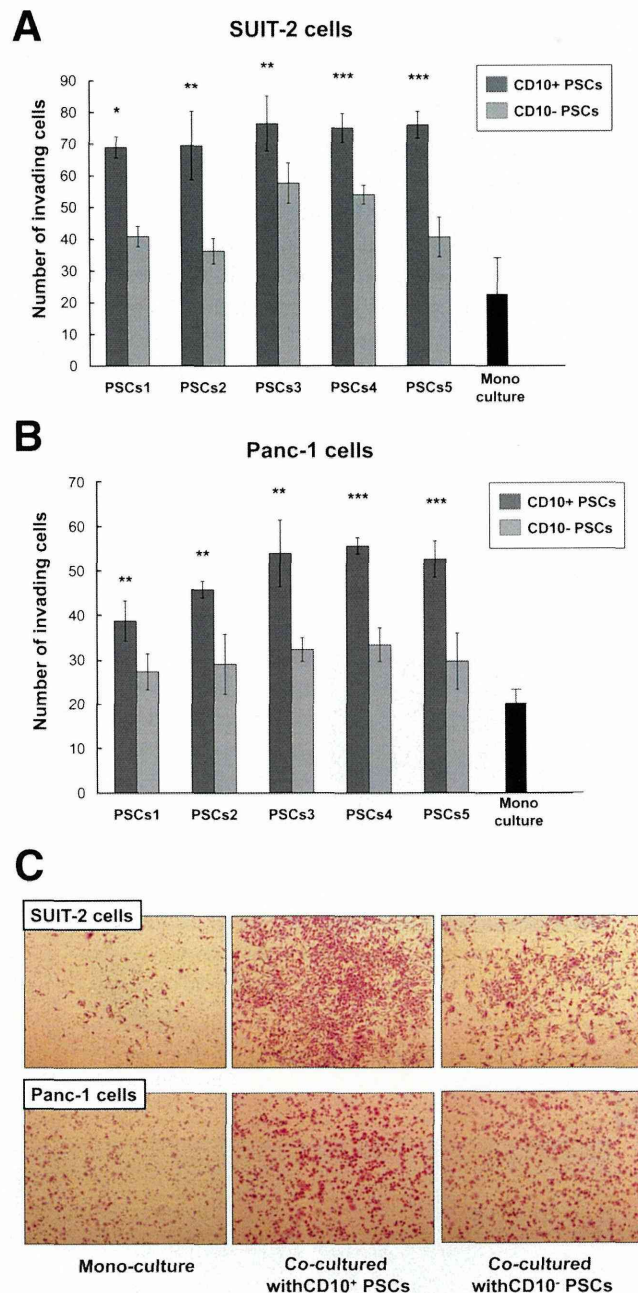 A
SUIT-2 cells
Number of invading cells
90
80
70
60
50
40
30
20
10
0
* ** ** *** ***
CD10+ PSCs
CD10- PSCs
PSCs1 PSCs2 PSCs3 PSCs4 PSCs5 Mono
culture
B
Panc-1 cells
Number of invading cells
70
60
50
40
30
20
10
0
** ** ** *** ***
CD10+ PSCs
CD10- PSCs
PSCs1 PSCs2 PSCs3 PSCs4 PSCs5 Mono
culture
C
SUIT-2 cells
Panc-1 cells
Mono-culture
Co-cultured
withCD10⁺ PSCs
Co-cultured
withCD10⁻ PSCs